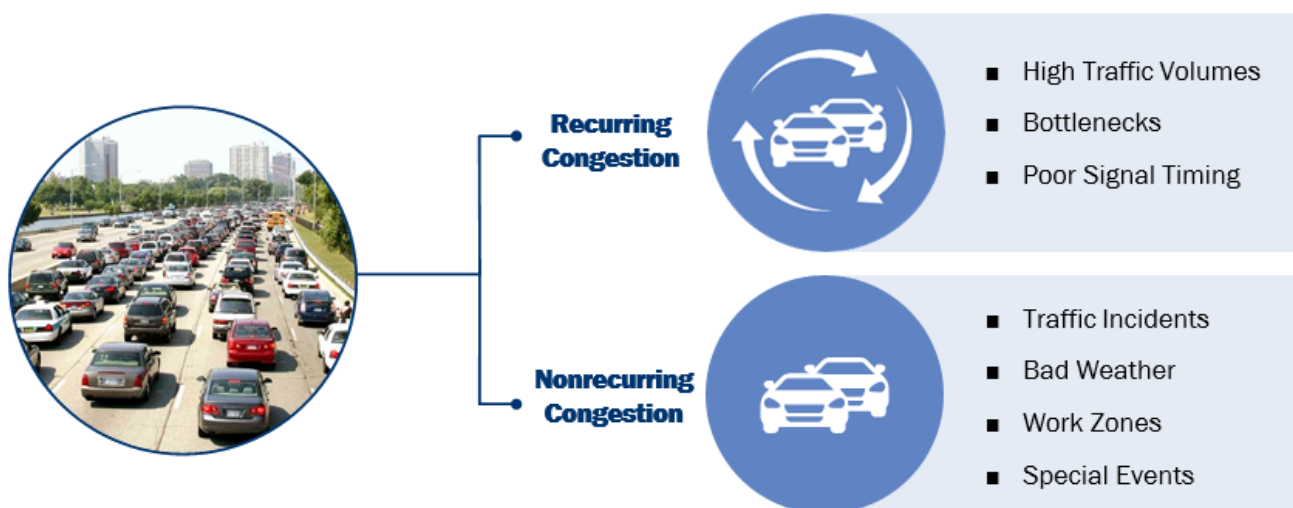 Recurring
Congestion
■ High Traffic Volumes
■ Bottlenecks
■ Poor Signal Timing
Nonrecurring
Congestion
■ Traffic Incidents
■ Bad Weather
■ Work Zones
■ Special Events